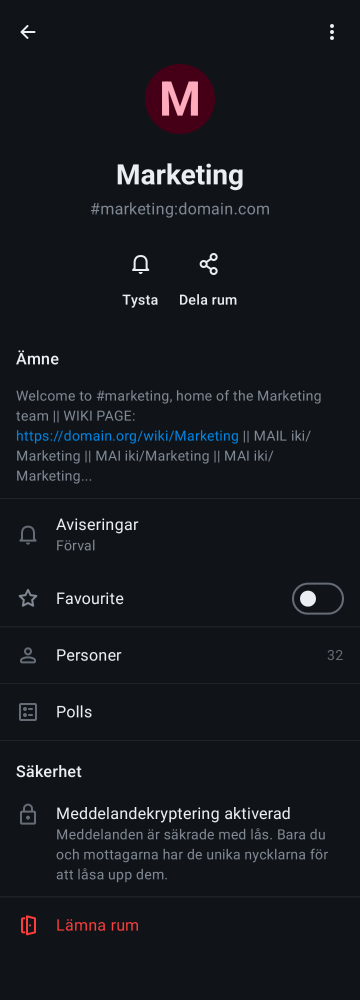 M
Marketing
#marketing:domain.com
Tysta
Dela rum
Ämne
Welcome to #marketing, home of the Marketing
team || WIKI PAGE:
https://domain.org/wiki/Marketing || MAIL iki/
Marketing || MAI iki/Marketing || MAI iki/
Marketing...
Aviseringar
Förval
Favourite
Personer 32
Polls
Säkerhet
Meddelandekryptering aktiverad
Meddelanden är säkrade med lås. Bara du
och mottagarna har de unika nycklarna för
att låsa upp dem.
Lämna rum